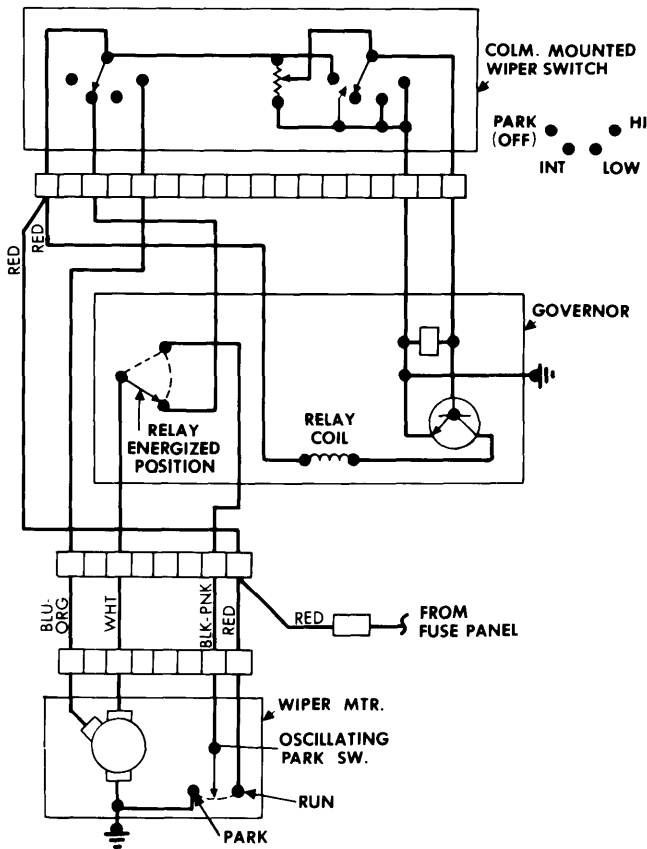 COLM. MOUNTED
WIPER SWITCH
PARK
(OFF)
HI
INT
LOW
RED
RED
GOVERNOR
RELAY
ENERGIZED
POSITION
RELAY
COIL
BLU-
ORG
WHT
BLK-PNK
RED
RED
FROM
FUSE PANEL
WIPER MTR.
OSCILLATING
PARK SW.
RUN
PARK